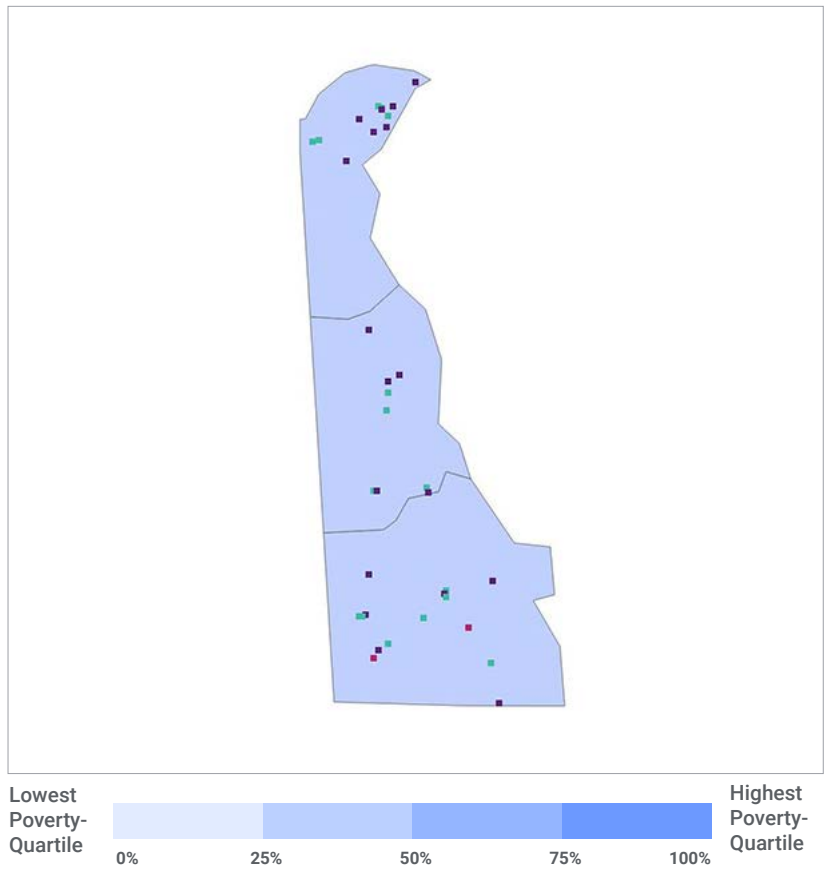 Lowest
Poverty-
Quartile
0%
25%
50%
75%
100%
Highest
Poverty-
Quartile